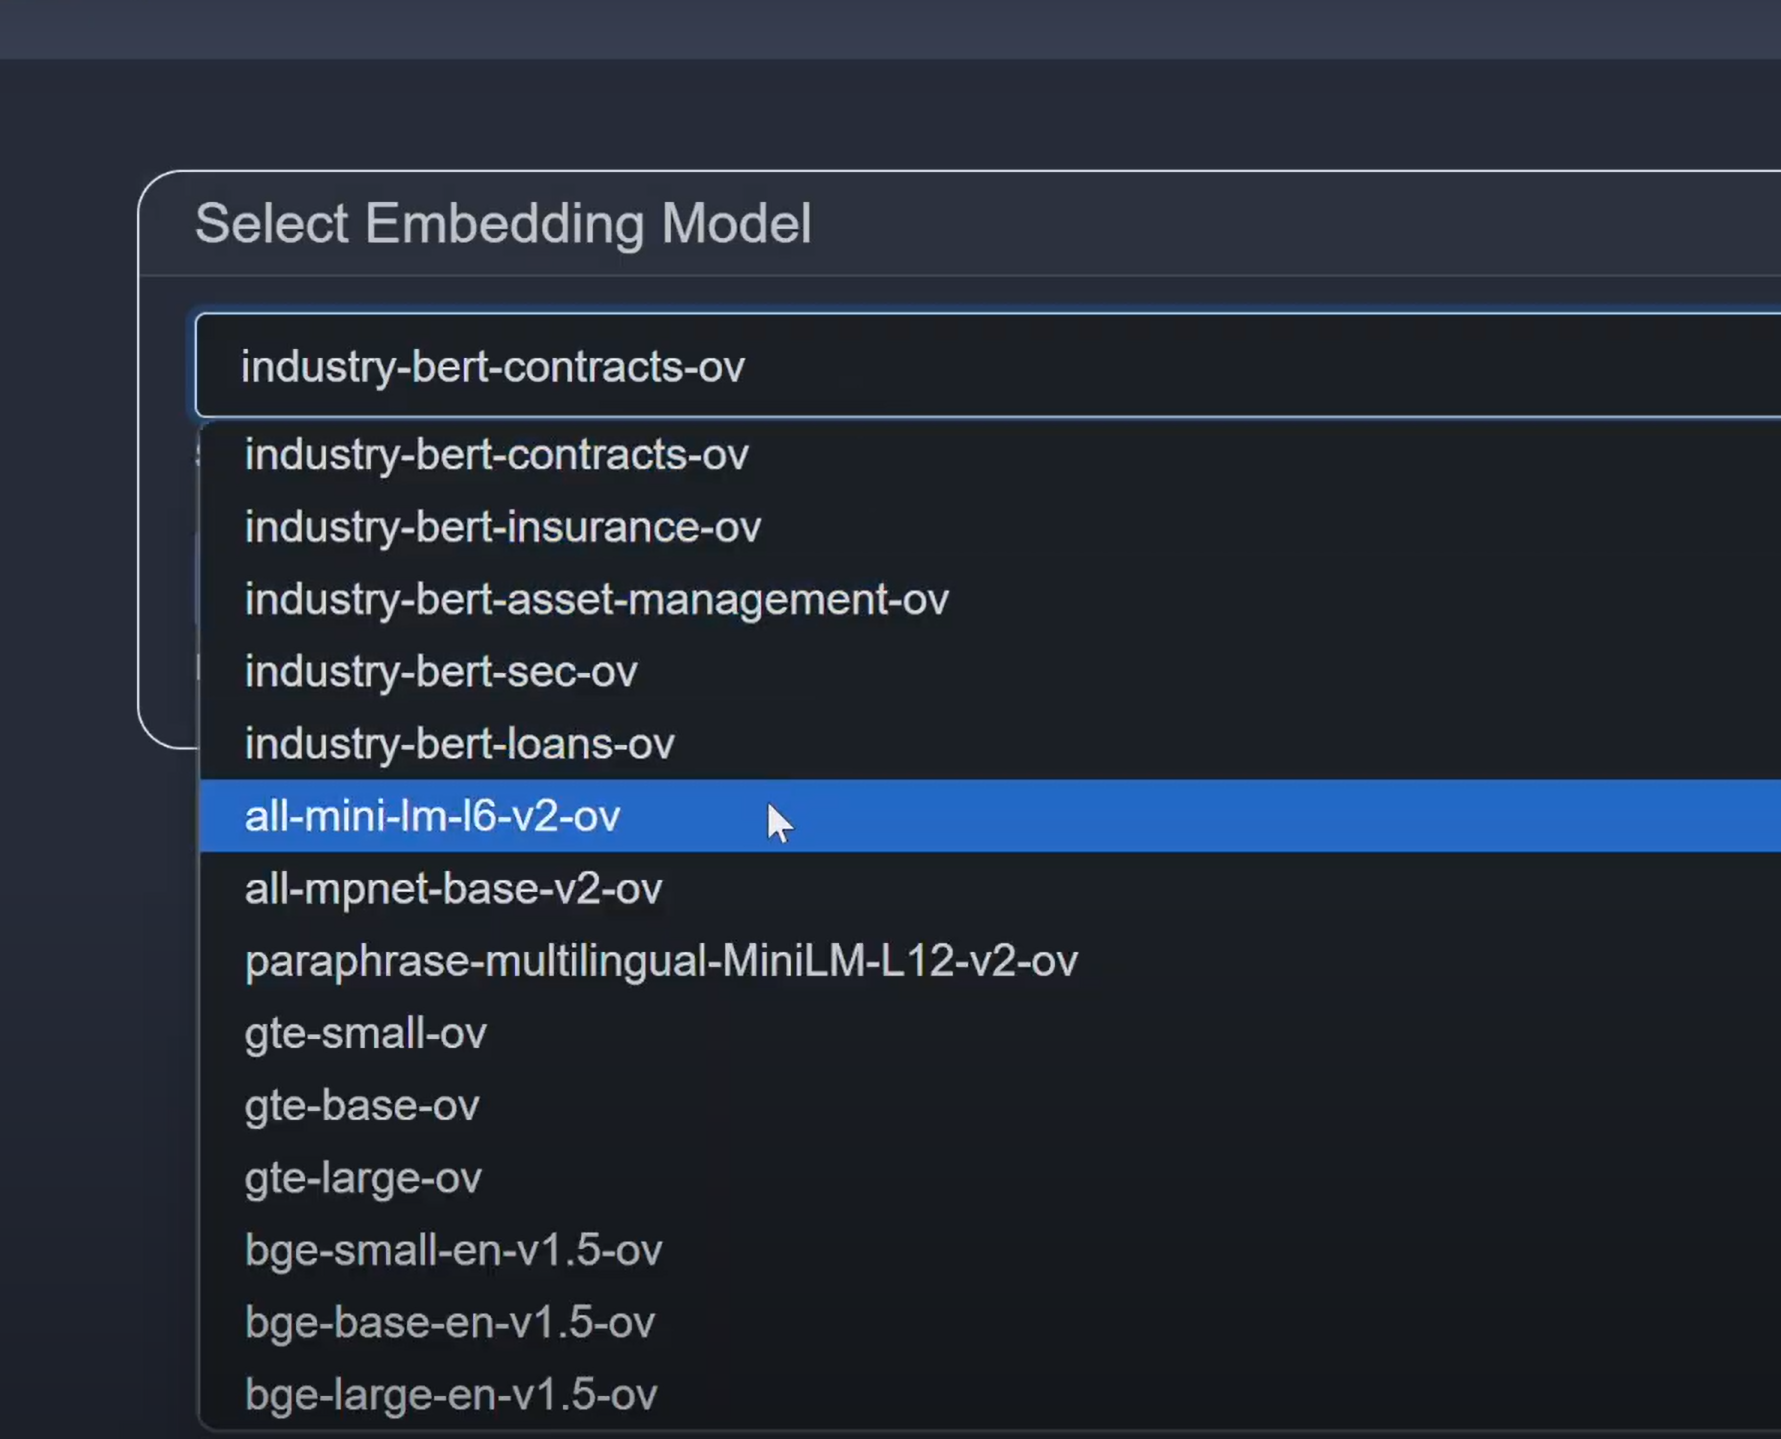 Select Embedding Model
industry-bert-contracts-ov
industry-bert-contracts-ov
industry-bert-insurance-ov
industry-bert-asset-management-ov
industry-bert-sec-ov
industry-bert-loans-ov
all-mini-lm-l6-v2-ov
all-mpnet-base-v2-ov
paraphrase-multilingual-MiniLM-L12-v2-ov
gte-small-ov
gte-base-ov
gte-large-ov
bge-small-en-v1.5-ov
bge-base-en-v1.5-ov
bge-large-en-v1.5-ov